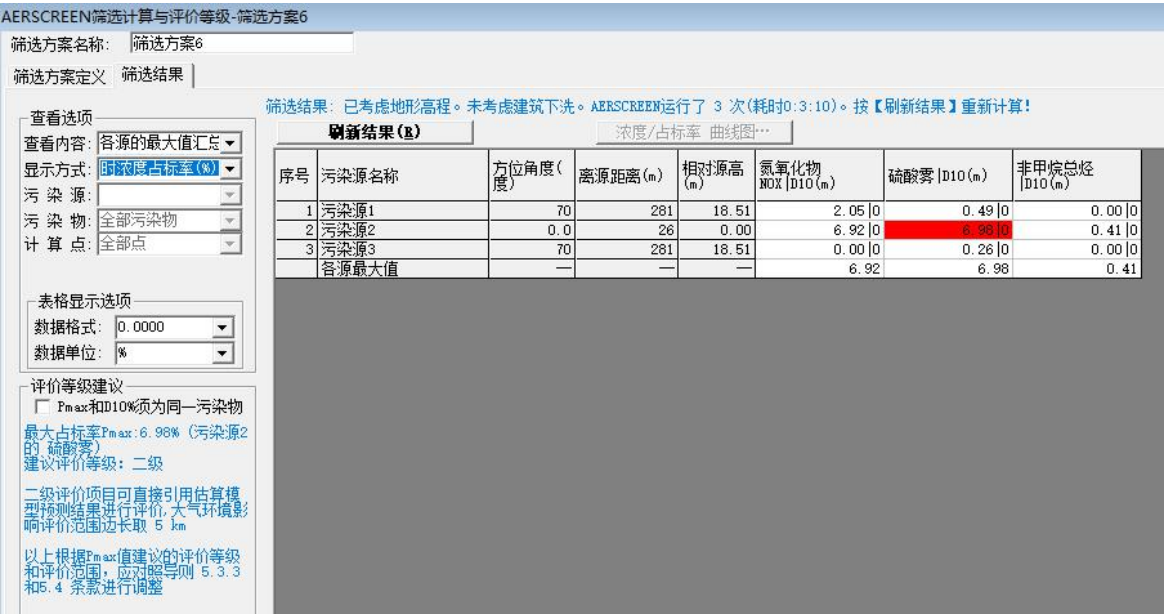 AERSCREEN筛选计算与评价等级-筛选方案6
筛选方案名称: 筛选方案6
筛选方案定义 筛选结果
查看选项
查看内容: 各源的最大值汇总
显示方式: 时浓度占标率(%)
污 染 源:
污 染 物: 全部污染物
计 算 点: 全部点
表格显示选项
数据格式: 0.0000
数据单位: %
评价等级建议
Pmax和D10%须为同一污染物
最大占标率Pmax:6.98% (污染源2
的 硫酸雾)
建议评价等级: 二级
二级评价项目可直接引用估算模
型预测结果进行评价,大气环境影
响评价范围边长取 5 km
以上根据Pmax值建议的评价等级
和评价范围,应对照导则 5.3.3
和5.4 条款进行调整
筛选结果: 已考虑地形高程。未考虑建筑下洗。AERSCREEN运行了 3 次(耗时0:3:10)。按【刷新结果】重新计算!
刷新结果(R) 浓度/占标率 曲线图…
序号 污染源名称 方位角度(度) 离源距离(m) 相对源高(m) 氮氧化物NOX|D10(m) 硫酸雾|D10(m) 非甲烷总烃|D10(m)
1 污染源1 70 281 18.51 2.05|0 0.49|0 0.00|0
2 污染源2 0.0 26 0.00 6.92|0 6.98|0 0.41|0
3 污染源3 70 281 18.51 0.00|0 0.26|0 0.00|0
各源最大值 — — — 6.92 6.98 0.41